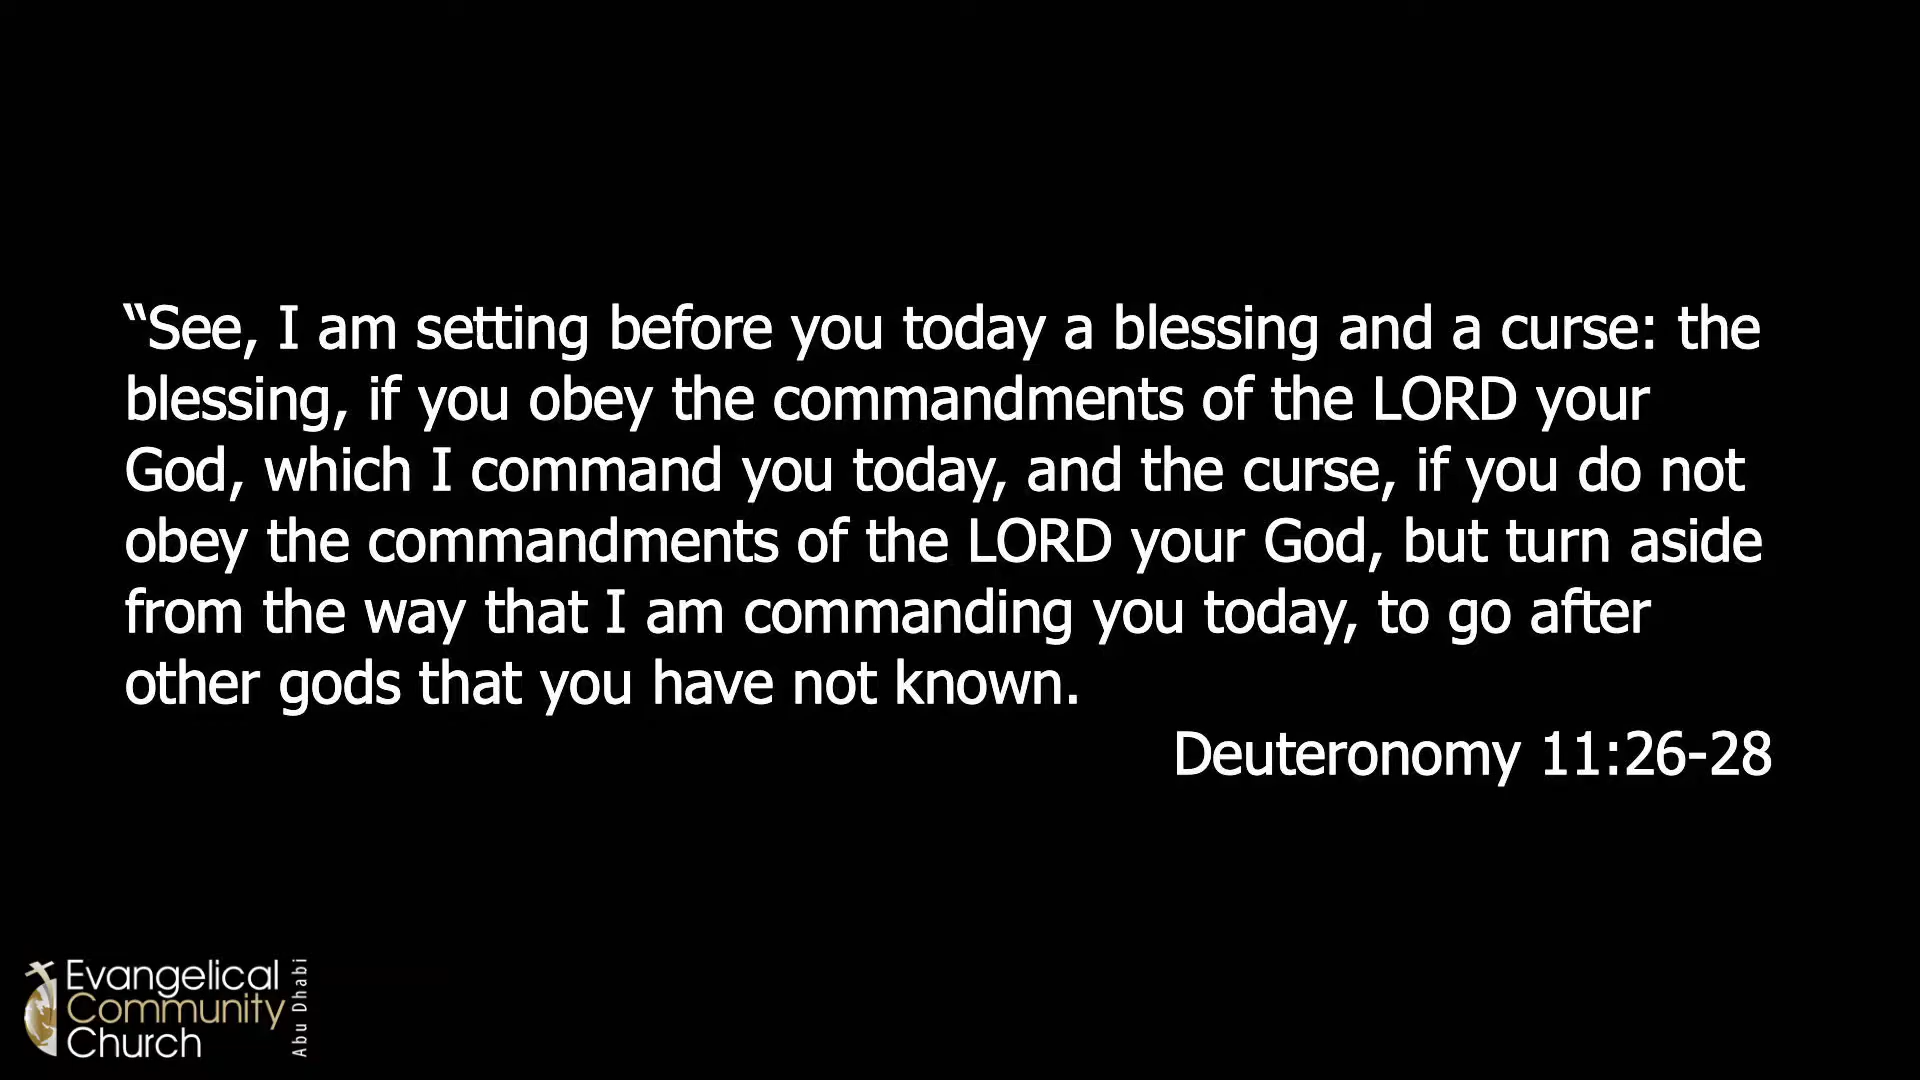 “See, I am setting before you today a blessing and a curse: the
blessing, if you obey the commandments of the LORD your
God, which I command you today, and the curse, if you do not
obey the commandments of the LORD your God, but turn aside
from the way that I am commanding you today, to go after
other gods that you have not known.
Deuteronomy 11:26-28
Evangelical
Community
Church
Abu Dhabi